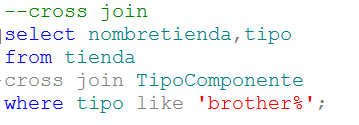 --cross join
select nombretienda,tipo
from tienda
cross join TipoComponente
where tipo like 'brother%';